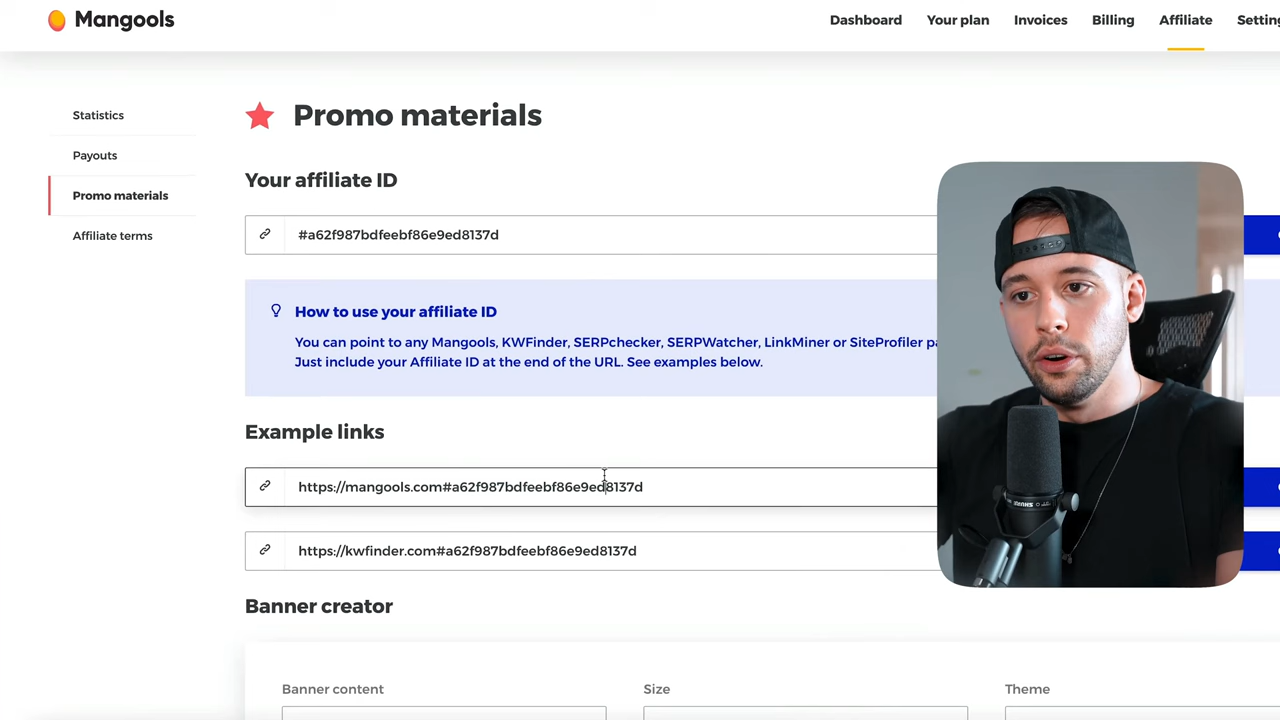 Mangools
Dashboard
Your plan
Invoices
Billing
Affiliate
Statistics
Payouts
Promo materials
Affiliate terms
Promo materials
Your affiliate ID
#a62f987bdfeebf86e9ed8137d
How to use your affiliate ID
You can point to any Mangools, KWFinder, SERPchecker, SERPWatcher, LinkMiner or SiteProfiler
Just include your Affiliate ID at the end of the URL. See examples below.
Example links
https://mangools.com#a62f987bdfeebf86e9ed8137d
https://kwfinder.com#a62f987bdfeebf86e9ed8137d
Banner creator
Banner content
Size
Theme